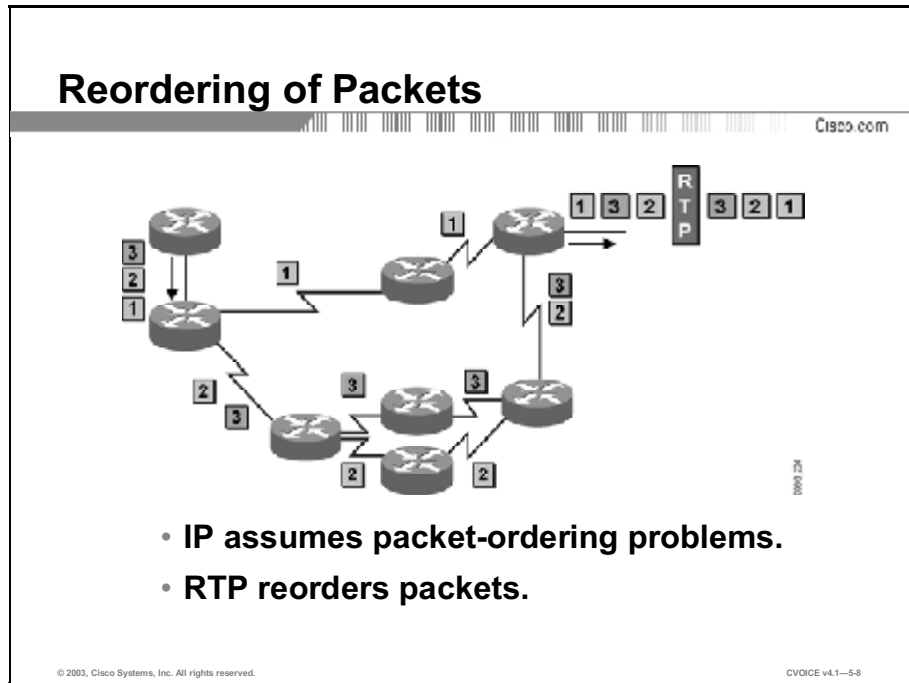 Reordering of Packets
Cisco.com
1 3 2
R
T
P
3 2 1
1
3
2
1
1
3
2
2
3
3
3
2
2
• IP assumes packet-ordering problems.
• RTP reorders packets.
© 2003, Cisco Systems, Inc. All rights reserved.
CVOICE v4.1—5-8